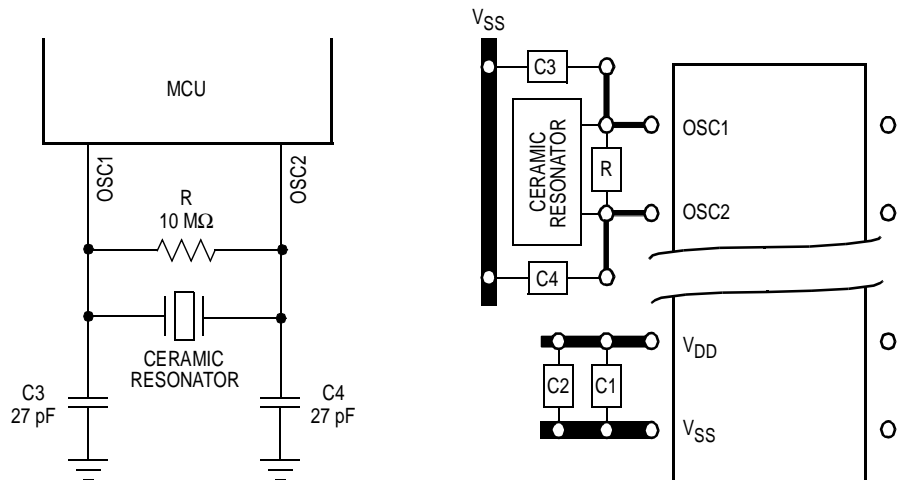 MCU
OSC1
OSC2
R
10 MΩ
CERAMIC
RESONATOR
C3
27 pF
C4
27 pF
VSS
C3
CERAMIC
RESONATOR
R
C4
OSC1
OSC2
C2
C1
VDD
VSS